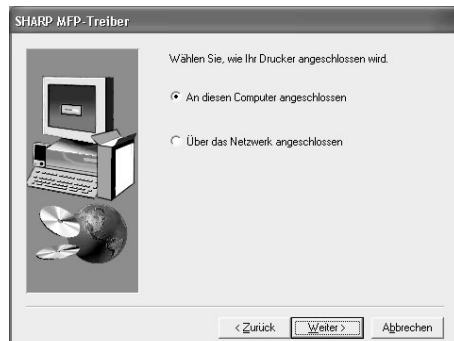 SHARP MFP-Treiber
Wählen Sie, wie Ihr Drucker angeschlossen wird.
An diesen Computer angeschlossen
Über das Netzwerk angeschlossen
< Zurück Weiter > Abbrechen